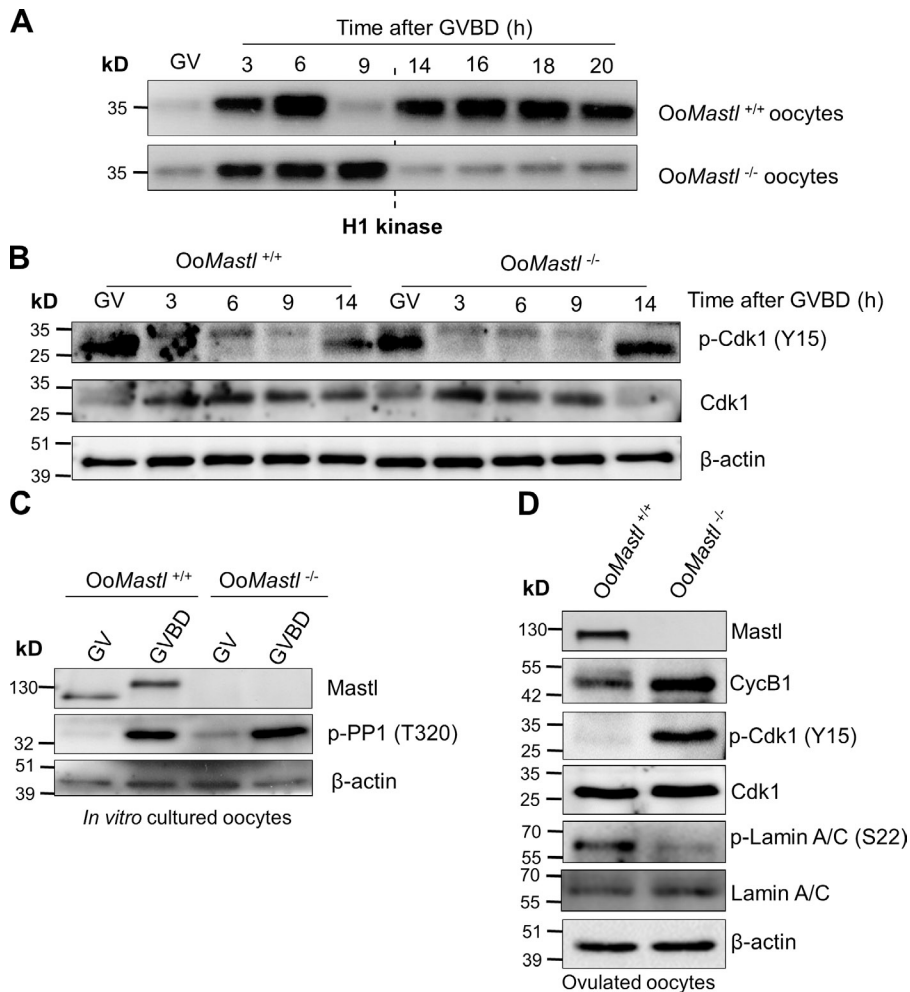 A
Time after GVBD (h)
kD GV 3 6 9 14 16 18 20
35 OoMastl +/+ oocytes
35 OoMastl -/- oocytes
H1 kinase
B
OoMastl +/+ OoMastl -/-
kD GV 3 6 9 14 GV 3 6 9 14 Time after GVBD (h)
35
25 p-Cdk1 (Y15)
35
25 Cdk1
51
39 β-actin
C
OoMastl +/+ OoMastl -/-
kD GV GVBD GV GVBD
130 Mastl
32 p-PP1 (T320)
51
39 β-actin
In vitro cultured oocytes
D
kD OoMastl +/+ OoMastl -/-
130 Mastl
55
42 CycB1
35
25 p-Cdk1 (Y15)
35
25 Cdk1
70
55 p-Lamin A/C (S22)
70
55 Lamin A/C
51
39 β-actin
Ovulated oocytes